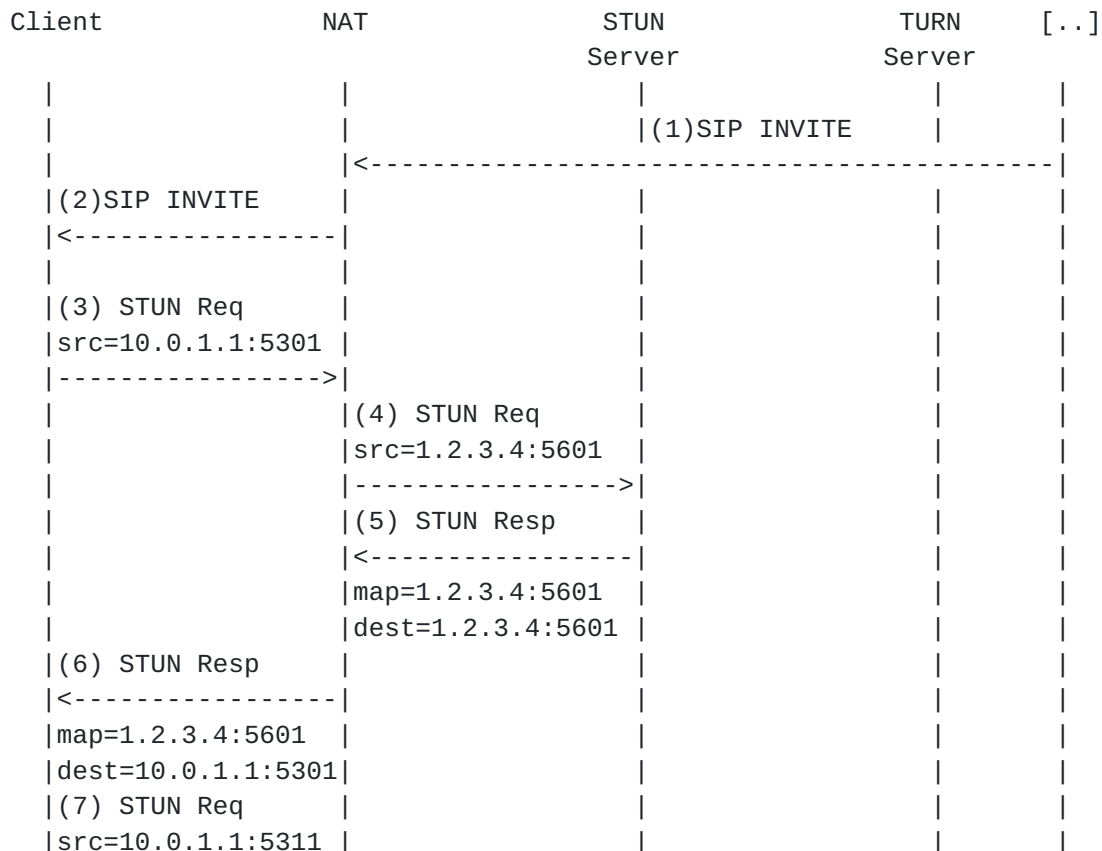 Client              NAT               STUN                TURN     [..]
                                     Server             Server
  |                  |                  |                  |       |
  |                  |                  |(1)SIP INVITE     |       |
  |                  |<--------------------------------------------|
  |(2)SIP INVITE     |                  |                  |       |
  |<-----------------|                  |                  |       |
  |                  |                  |                  |       |
  |(3) STUN Req      |                  |                  |       |
  |src=10.0.1.1:5301 |                  |                  |       |
  |----------------->|                  |                  |       |
  |                  |(4) STUN Req      |                  |       |
  |                  |src=1.2.3.4:5601  |                  |       |
  |                  |----------------->|                  |       |
  |                  |(5) STUN Resp     |                  |       |
  |                  |<-----------------|                  |       |
  |                  |map=1.2.3.4:5601  |                  |       |
  |                  |dest=1.2.3.4:5601 |                  |       |
  |(6) STUN Resp     |                  |                  |       |
  |<-----------------|                  |                  |       |
  |map=1.2.3.4:5601  |                  |                  |       |
  |dest=10.0.1.1:5301|                  |                  |       |
  |(7) STUN Req      |                  |                  |       |
  |src=10.0.1.1:5311 |                  |                  |       |